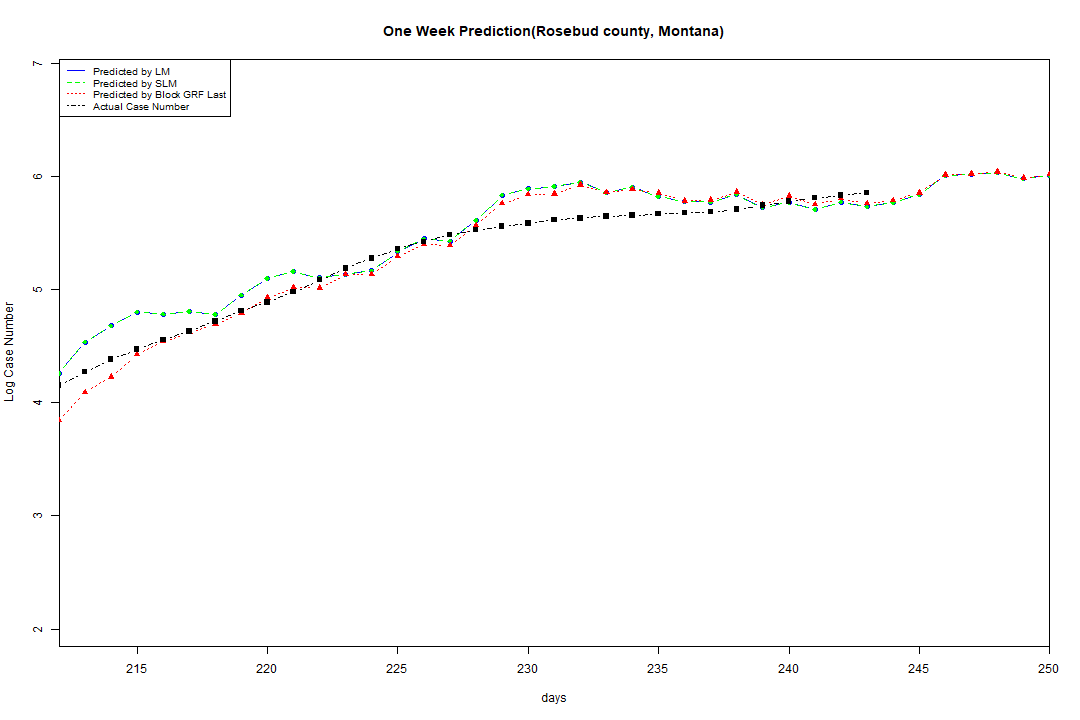 One Week Prediction(Rosebud county, Montana)
Predicted by LM
Predicted by SLM
Predicted by Block GRF Last
Actual Case Number
7
6
5
4
3
2
Log Case Number
215 220 225 230 235 240 245 250
days